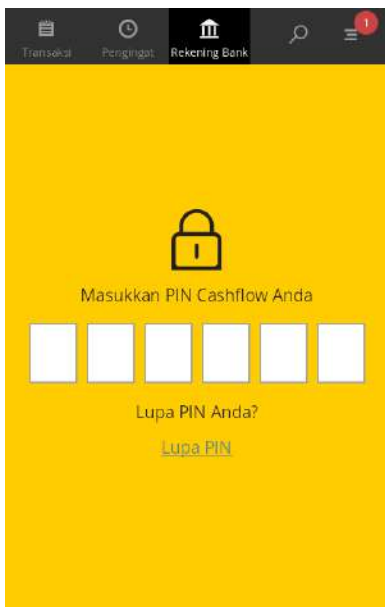 1
Transaksi Pengingat Rekening Bank
Masukkan PIN Cashflow Anda
Lupa PIN Anda?
Lupa PIN